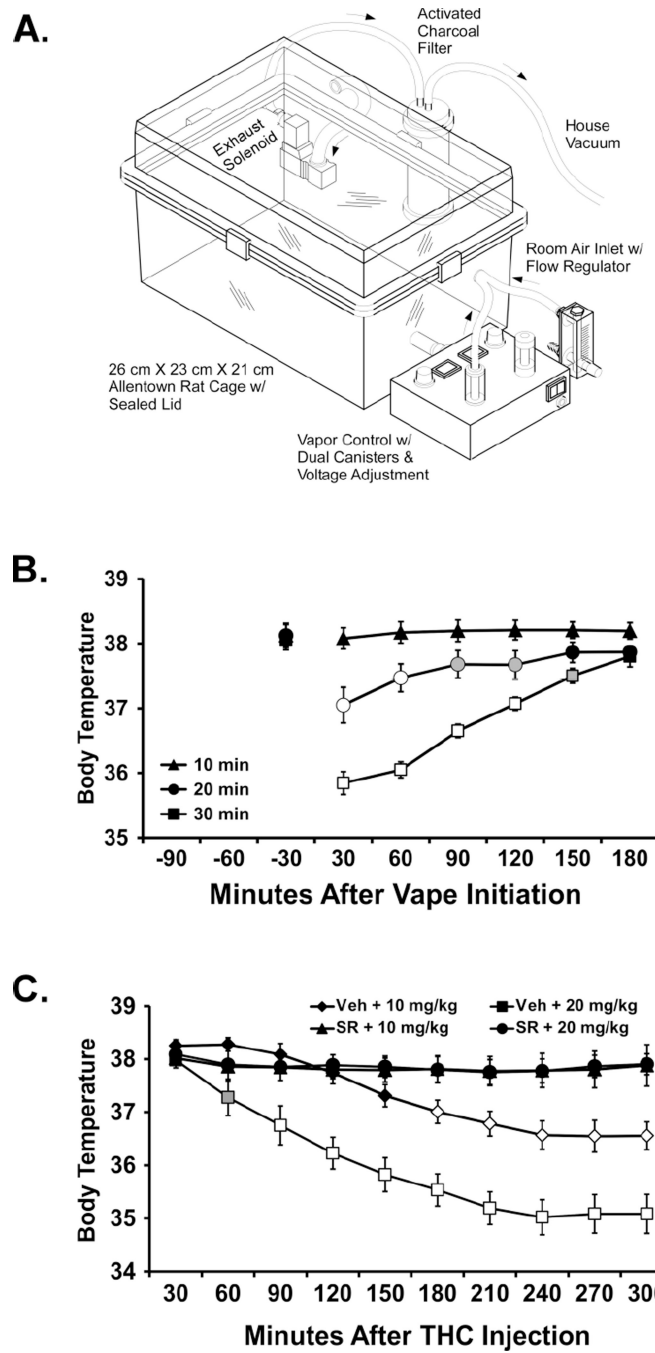 A.
Activated
Charcoal
Filter
Exhaust
Solenoid
House
Vacuum
Room Air Inlet w/
Flow Regulator
26 cm X 23 cm X 21 cm
Allentown Rat Cage w/
Sealed Lid
Vapor Control w/
Dual Canisters &
Voltage Adjustment
B.
Body Temperature
39
38
37
36
35
10 min
20 min
30 min
-90 -60 -30 30 60 90 120 150 180
Minutes After Vape Initiation
C.
Body Temperature
39
38
37
36
35
34
Veh + 10 mg/kg Veh + 20 mg/kg
SR + 10 mg/kg SR + 20 mg/kg
30 60 90 120 150 180 210 240 270 300
Minutes After THC Injection